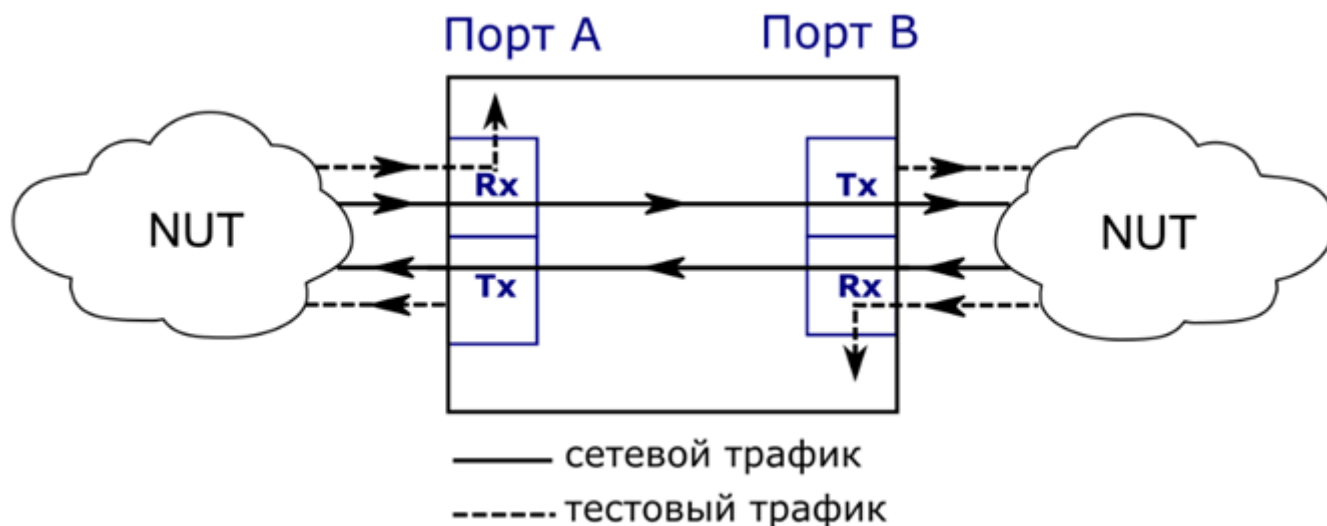 Порт A
Порт B
Rx
Tx
NUT
NUT
Tx
Rx
сетевой трафик
тестовый трафик